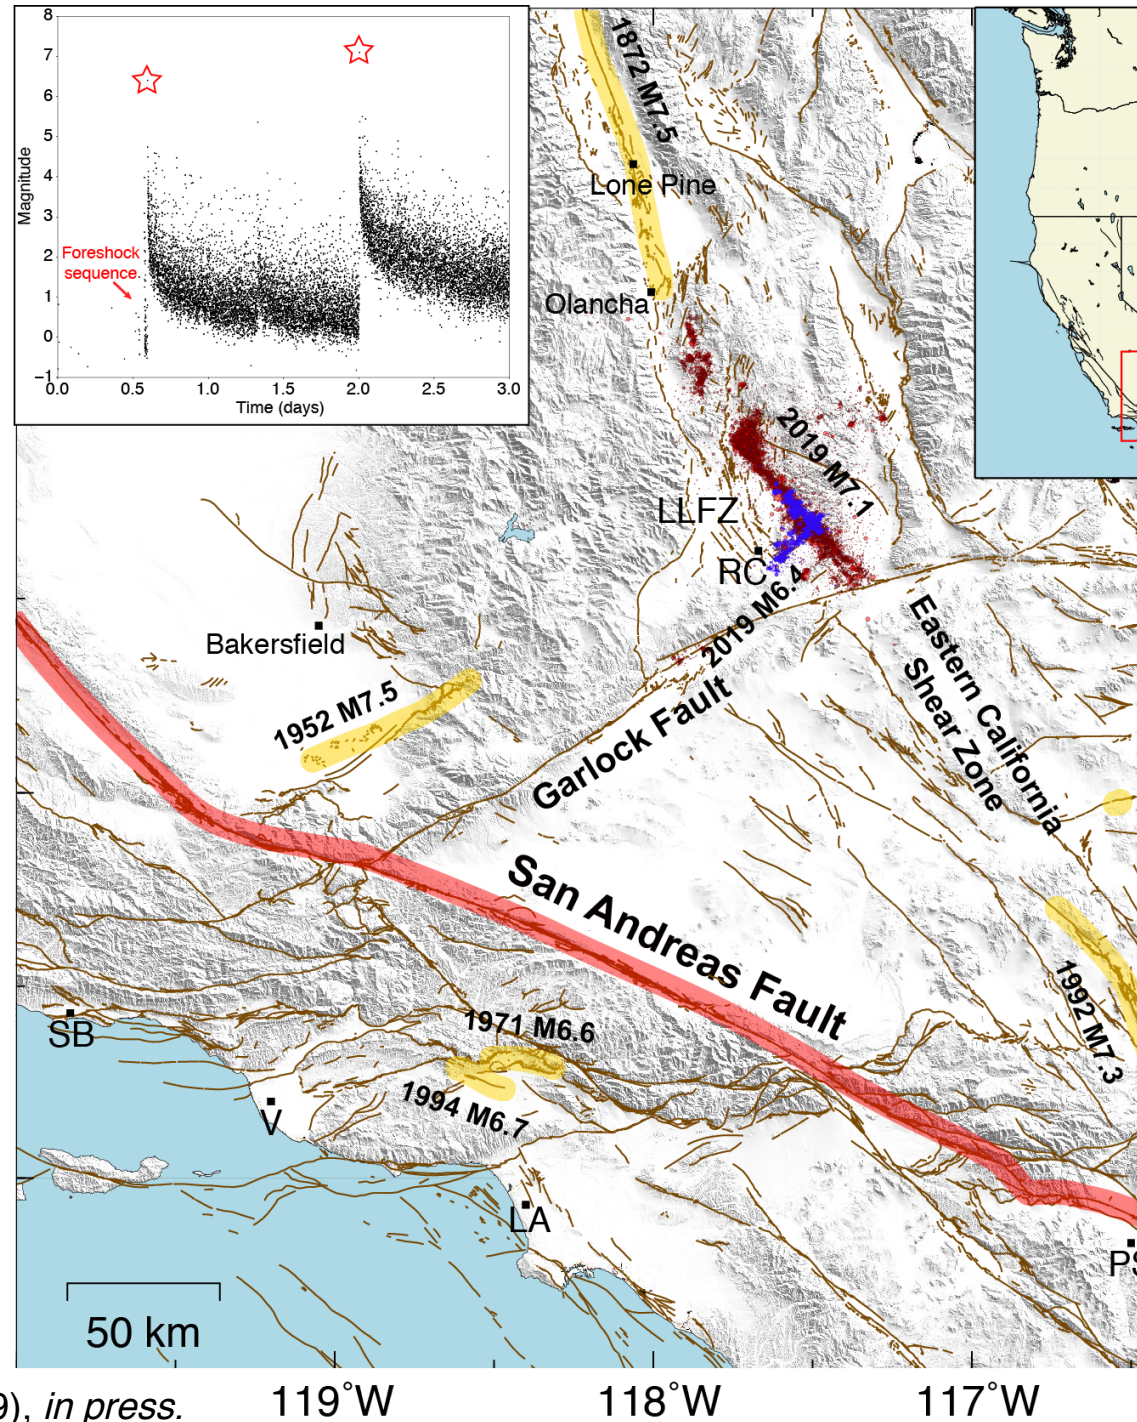 8
7
6
5
4
3
2
1
0
−1
Magnitude
Foreshock
sequence
0.0 0.5 1.0 1.5 2.0 2.5 3.0
Time (days)
1872 M7.5
Lone Pine
Olancha
2019 M7.1
LLFZ
RC
2019 M6.4
Bakersfield
1952 M7.5
Garlock Fault
Eastern California
Shear Zone
San Andreas Fault
1992 M7.3
SB
1971 M6.6
1994 M6.7
V
LA
PS
50 km
119°W 118°W 117°W
9), in press.